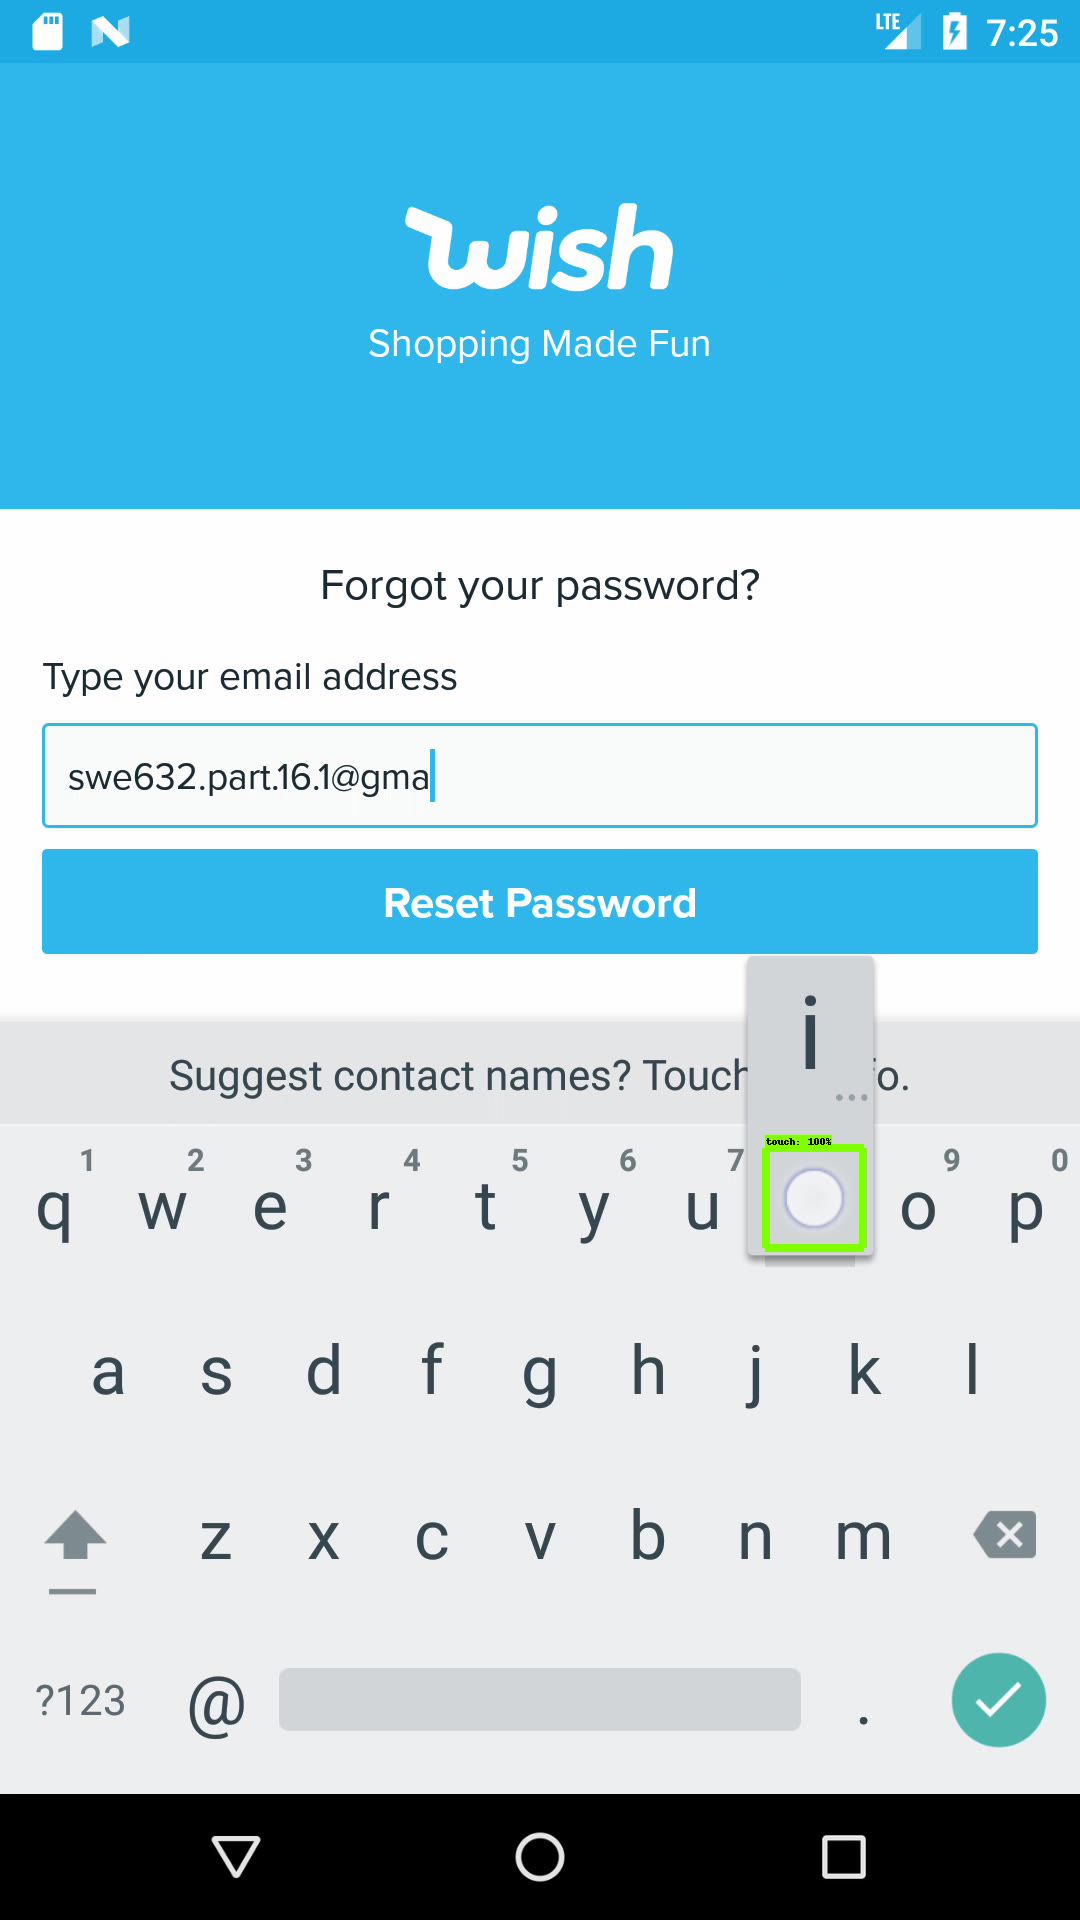 LTE 7:25
wish
Shopping Made Fun
Forgot your password?
Type your email address
swe632.part.16.1@gma
Reset Password
i
Suggest contact names? Touch fo.
...
touch: 100%
1 2 3 4 5 6 7 9 0
q w e r t y u o p
a s d f g h j k l
z x c v b n m
?123 @ .